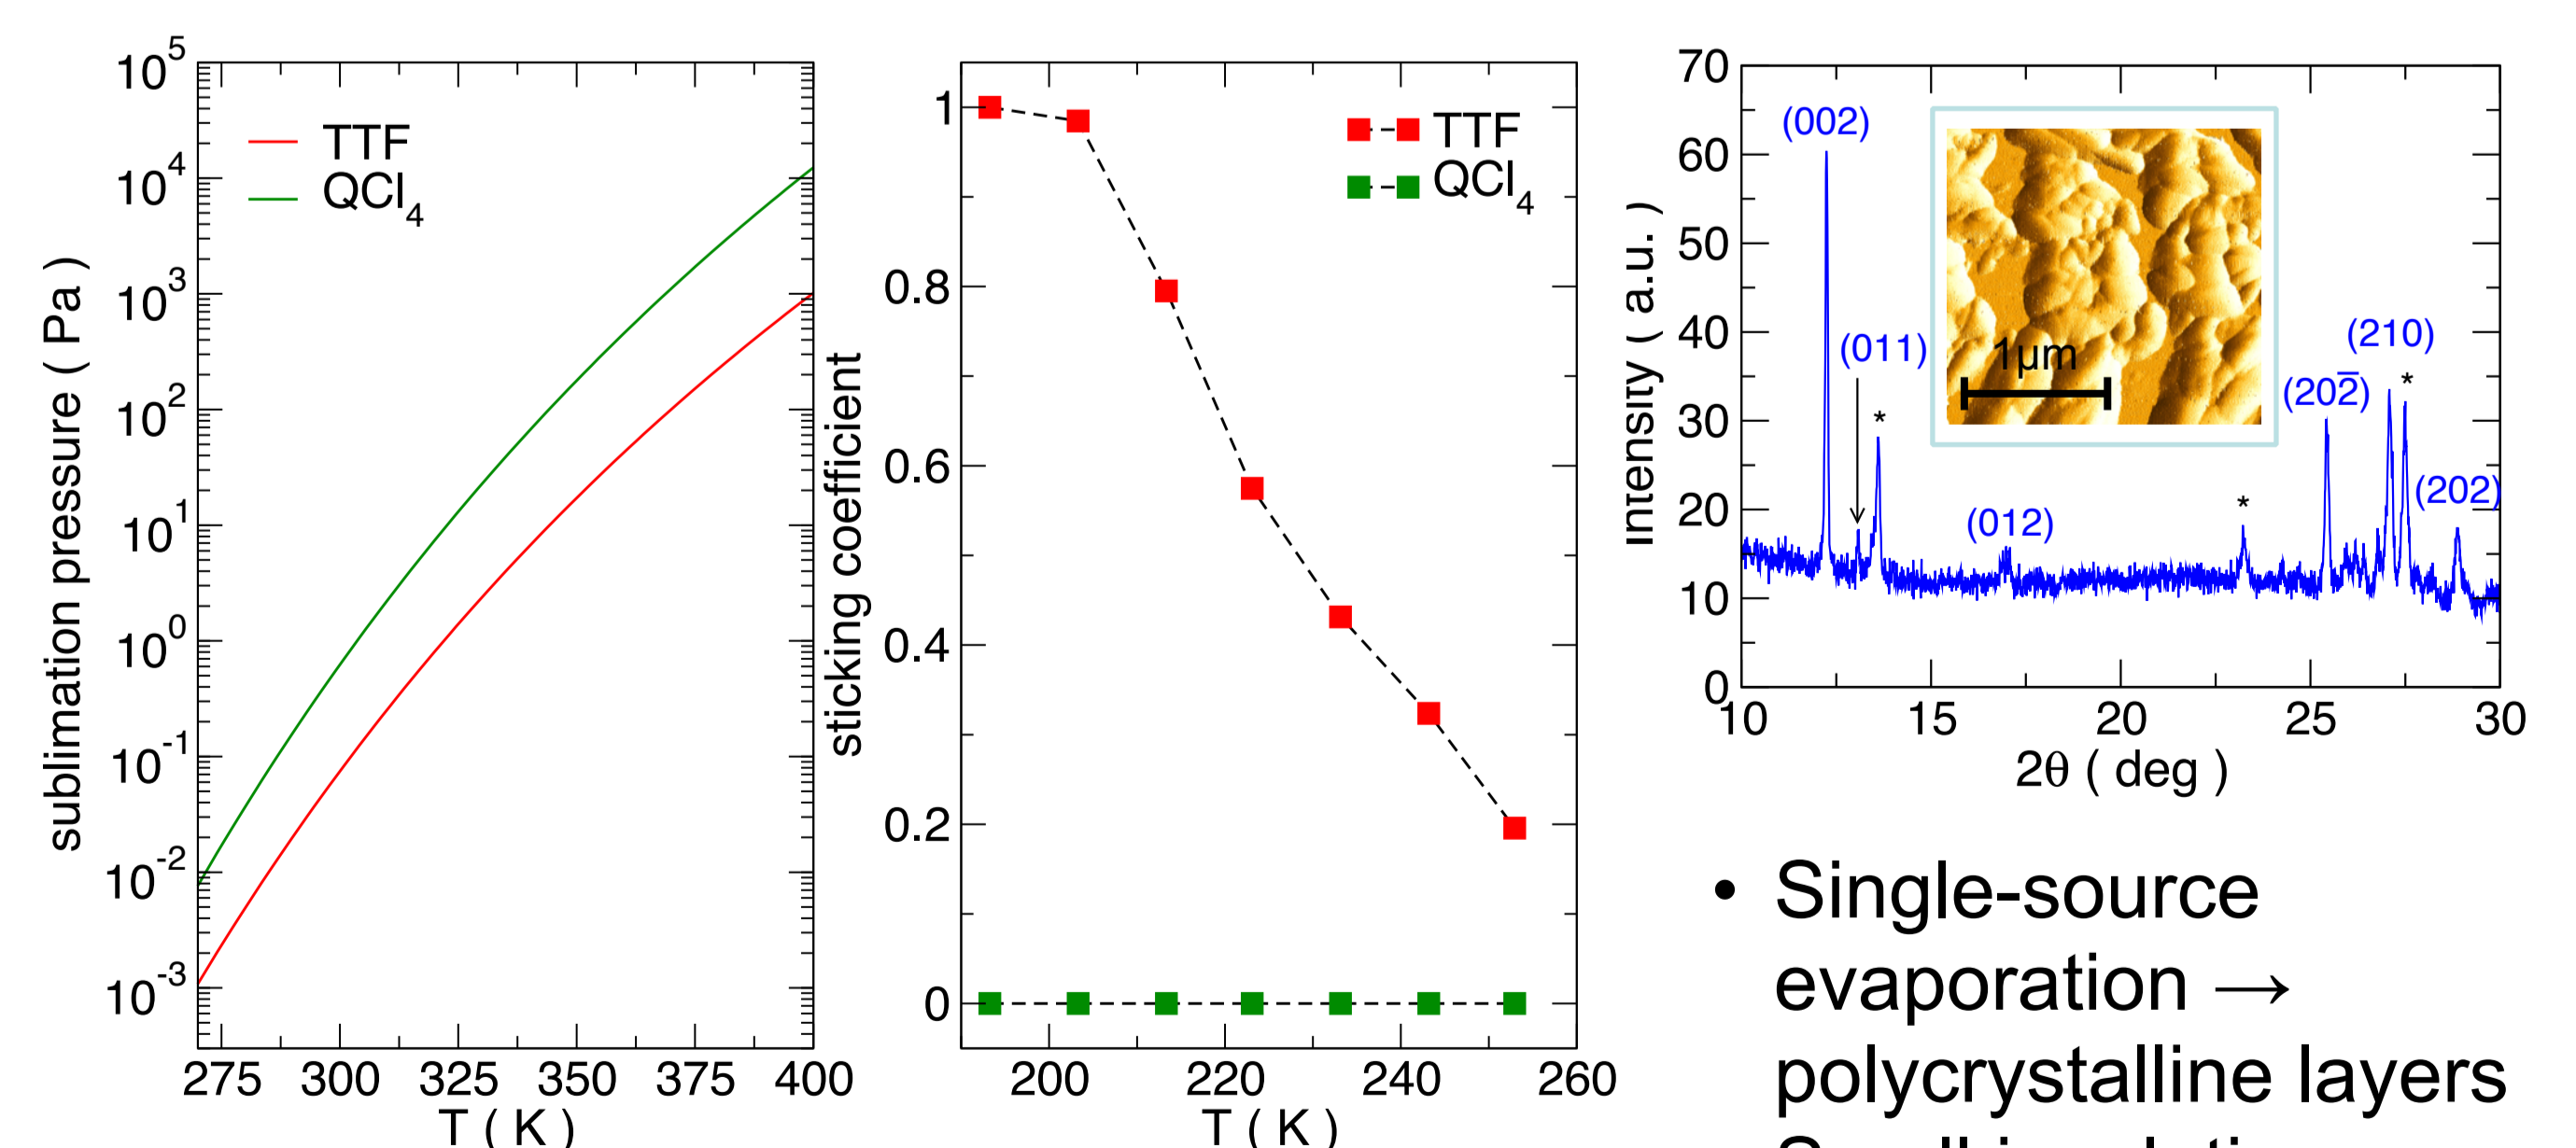 10^5
10^4
10^3
10^2
10^1
10^0
10^-1
10^-2
10^-3
sublimation pressure ( Pa )
TTF
QCl_4
275 300 325 350 375 400
T ( K )
1
0.8
0.6
0.4
0.2
0
sticking coefficient
TTF
QCl_4
200 220 240 260
T ( K )
70
60
50
40
30
20
10
0
Intensity ( a.u. )
(002)
(011)
*
(012)
*
(202̅)
(210)
*
(202)
1µm
10 15 20 25 30
2θ ( deg )
• Single-source
evaporation →
polycrystalline layers